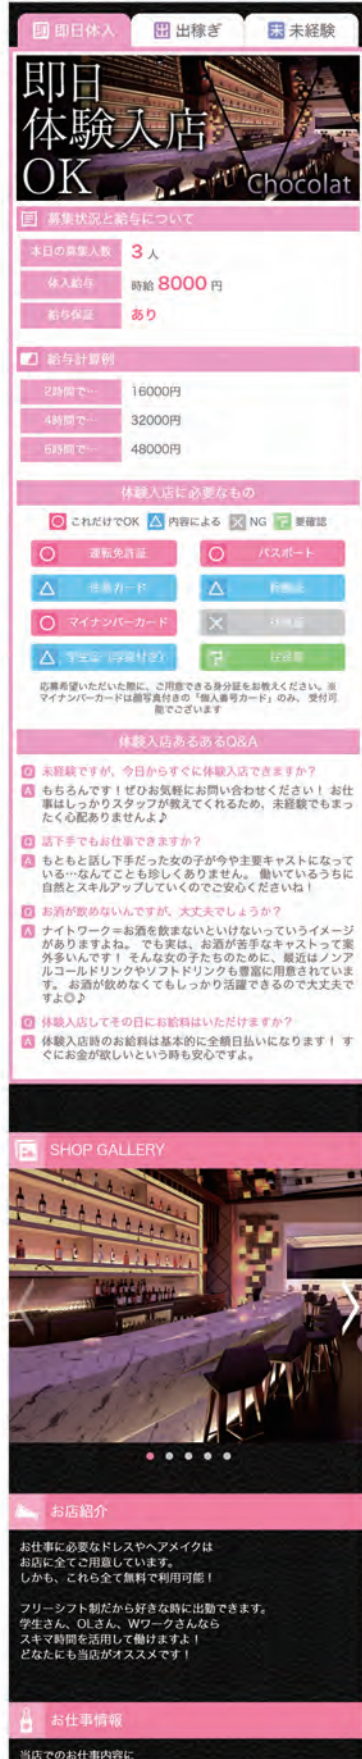 即 即日体入
出 出稼ぎ
未 未経験
即日
体験入店
OK
Chocolat
募集状況と給与について
本日の募集人数 3 人
体入給与 時給 8000 円
給与保証 あり
給与計算例
2時間で… 16000円
4時間で… 32000円
6時間で… 48000円
体験入店に必要なもの
これだけでOK 内容による NG 要確認
運転免許証 パスポート
住基カード
マイナンバーカード
学生証（写真付き） 住民票
応募希望いただいた際に、ご用意できる身分証をお教えください。※
マイナンバーカードは顔写真付きの「個人番号カード」のみ、受付可
能でございます
体験入店あるあるQ&A
Q 未経験ですが、今日からすぐに体験入店できますか？
A もちろんです！ぜひお気軽にお問い合わせください！ お仕
事はしっかりスタッフが教えてくれるため、未経験でもまっ
たく心配ありませんよ♪
Q 話下手でもお仕事できますか？
A もともと話し下手だった女の子が今や主要キャストになって
いる…なんてことも珍しくありません。 働いているうちに
自然とスキルアップしていくのでご安心くださいね！
Q お酒が飲めないんですが、大丈夫でしょうか？
A ナイトワーク＝お酒を飲まないといけないっていうイメージ
がありますよね。 でも実は、お酒が苦手なキャストって案
外多いんです！ そんな女の子たちのために、最近はノンア
ルコールドリンクやソフトドリンクも豊富に用意されていま
す。 お酒が飲めなくてもしっかり活躍できるので大丈夫で
すよ◎♪
Q 体験入店してその日にお給料はいただけますか？
A 体験入店時のお給料は基本的に全額日払いになります！ す
ぐにお金が欲しいという時も安心ですよ。
SHOP GALLERY
お店紹介
お仕事に必要なドレスやヘアメイクは
お店に全てご用意しています。
しかも、これら全て無料で利用可能！
フリーシフト制だから好きな時に出勤できます。
学生さん、OLさん、Wワークさんなら
スキマ時間を活用して働けますよ！
どなたにも当店がオススメです！
お仕事情報
当店でのお仕事内容に